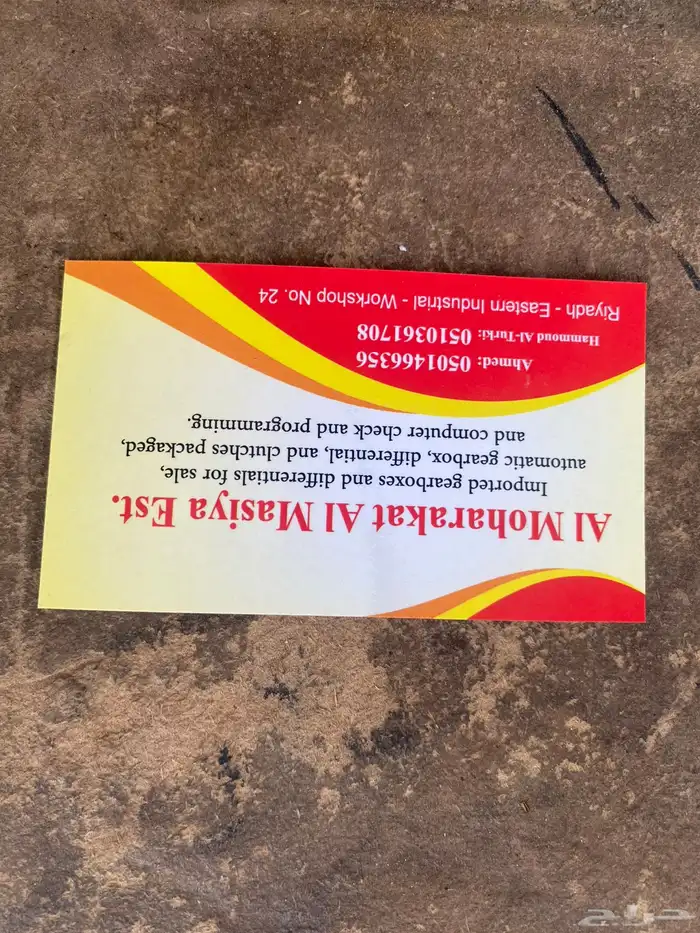 Al Moharakat Al Masiya Est.
Imported gearboxes and differentials for sale,
automatic gearbox, differential, and clutches packaged,
and computer check and programming.
Ahmed: 0501466356
Hammoud Al-Turki: 0510361708
Riyadh - Eastern Industrial - Workshop No. 24
حراج